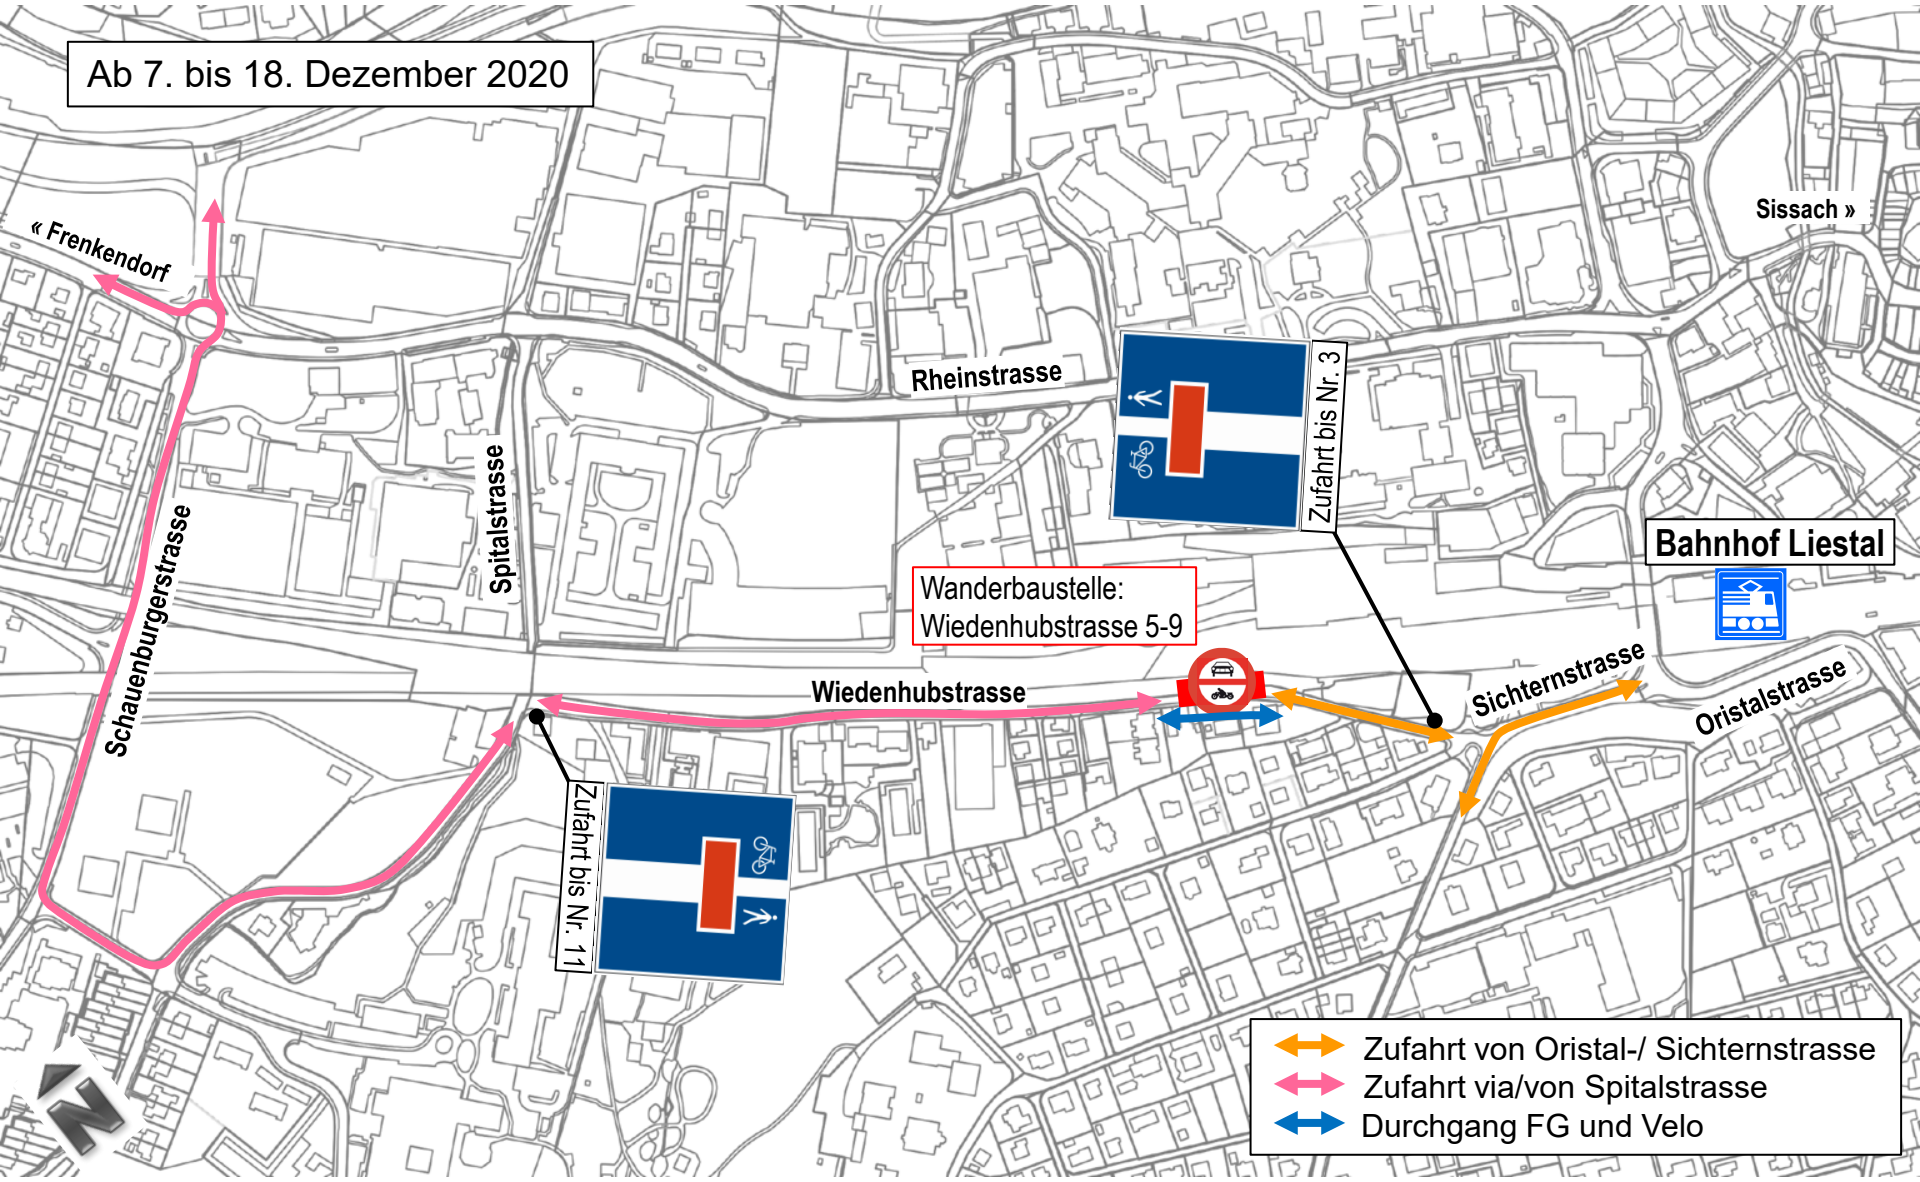 Ab 7. bis 18. Dezember 2020
« Frenkendorf
Sissach »
Rheinstrasse
Zufahrt bis Nr. 3
Spitalstrasse
Schauenburgerstrasse
Bahnhof Liestal
Wanderbaustelle:
Wiedenhubstrasse 5-9
Wiedenhubstrasse
Sichternstrasse
Oristalstrasse
Zufahrt bis Nr. 11
Zufahrt von Oristal-/ Sichternstrasse
Zufahrt via/von Spitalstrasse
Durchgang FG und Velo
N